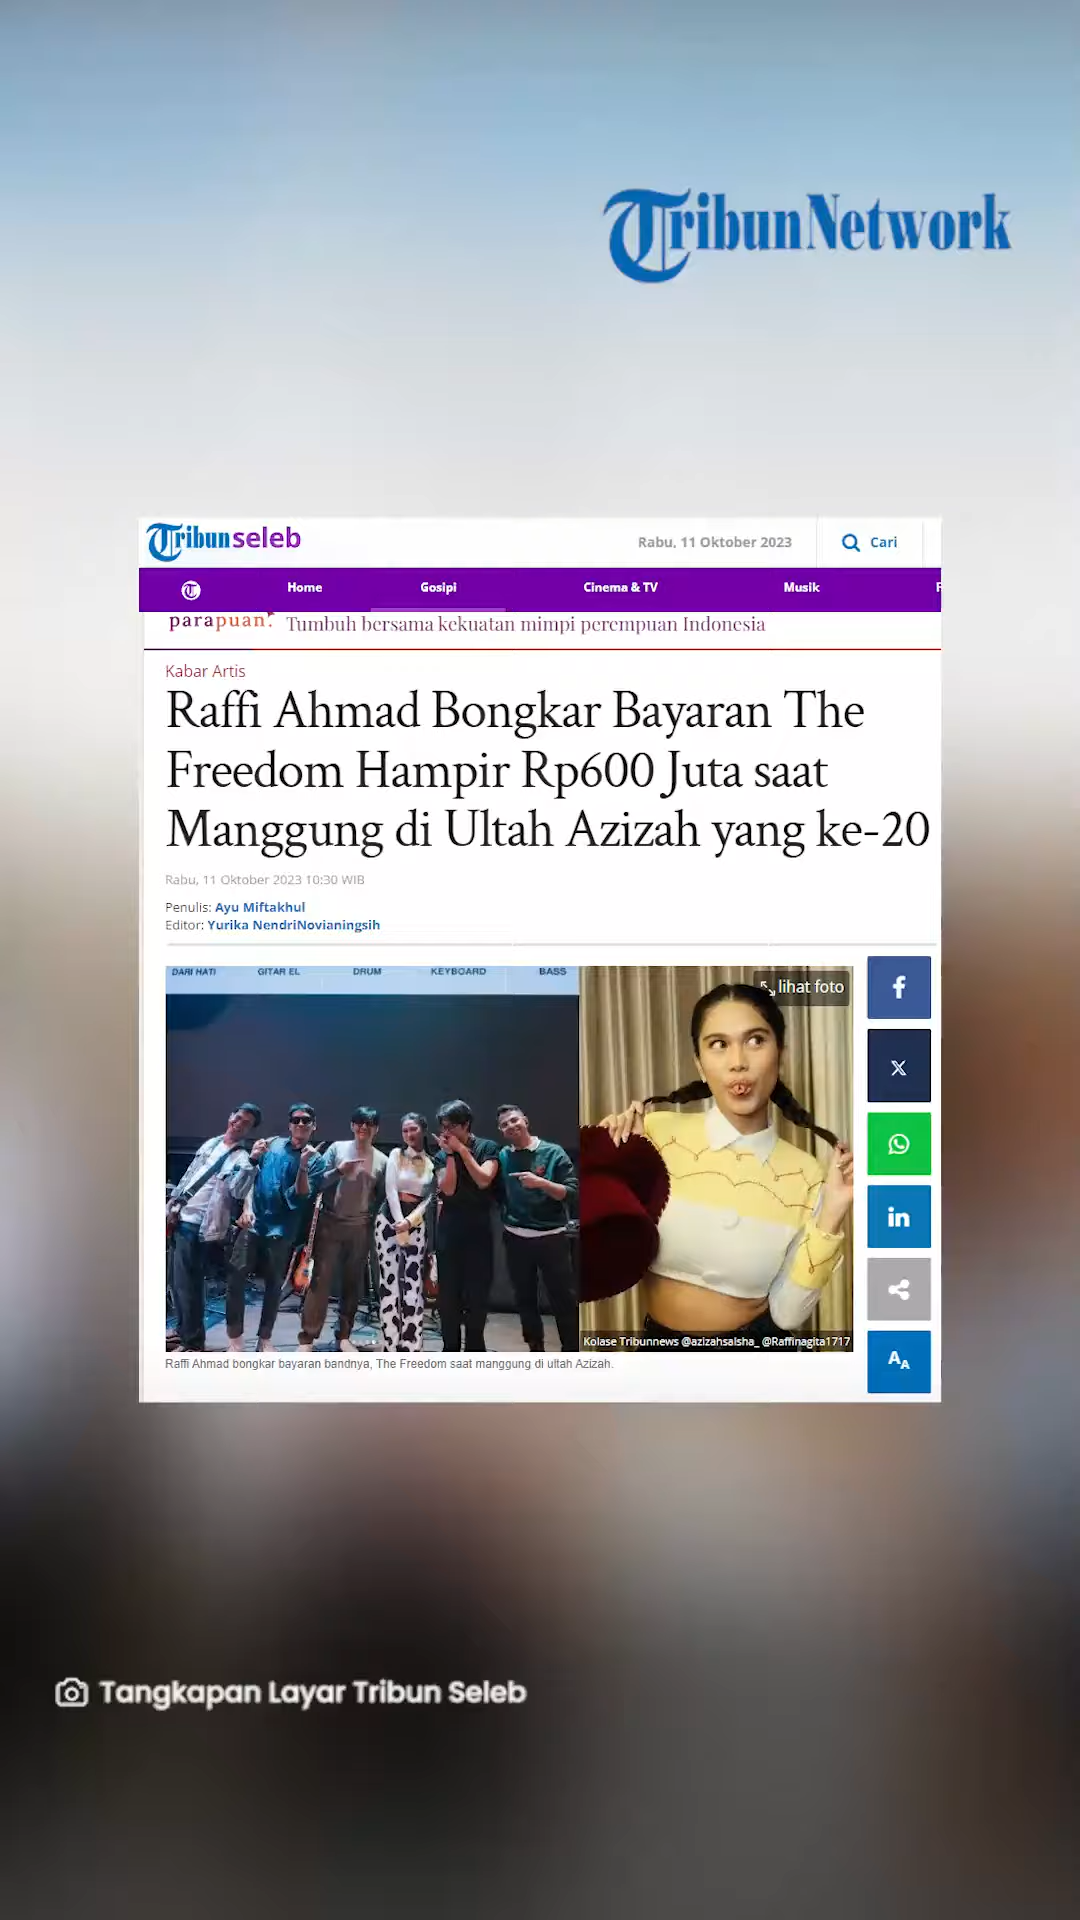 TribunNetwork
Tribunseleb
Rabu, 11 Oktober 2023
Cari
Home
Gosipi
Cinema & TV
Musik
F
parapuan.
Tumbuh bersama kekuatan mimpi perempuan Indonesia
Kabar Artis
Raffi Ahmad Bongkar Bayaran The
Freedom Hampir Rp600 Juta saat
Manggung di Ultah Azizah yang ke-20
Rabu, 11 Oktober 2023 10:30 WIB
Penulis: Ayu Miftakhul
Editor: Yurika NendriNovianingsih
DARI HATI
GITAR EL
DRUM
KEYBOARD
BASS
lihat foto
Kolase Tribunnews @azizahsalsha_ @Raffinagita1717
Raffi Ahmad bongkar bayaran bandnya, The Freedom saat manggung di ultah Azizah.
AA
Tangkapan Layar Tribun Seleb